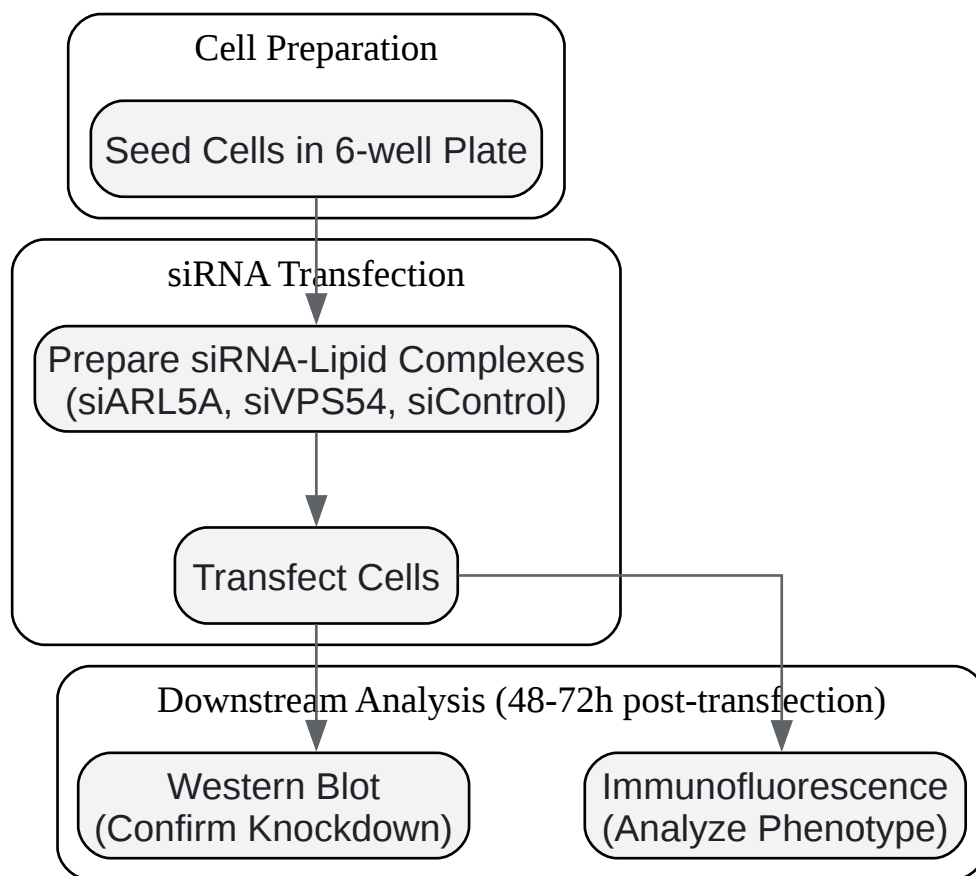 Cell Preparation
Seed Cells in 6-well Plate
siRNA Transfection
Prepare siRNA-Lipid Complexes
(siARL5A, siVPS54, siControl)
Transfect Cells
Downstream Analysis (48-72h post-transfection)
Western Blot
(Confirm Knockdown)
Immunofluorescence
(Analyze Phenotype)